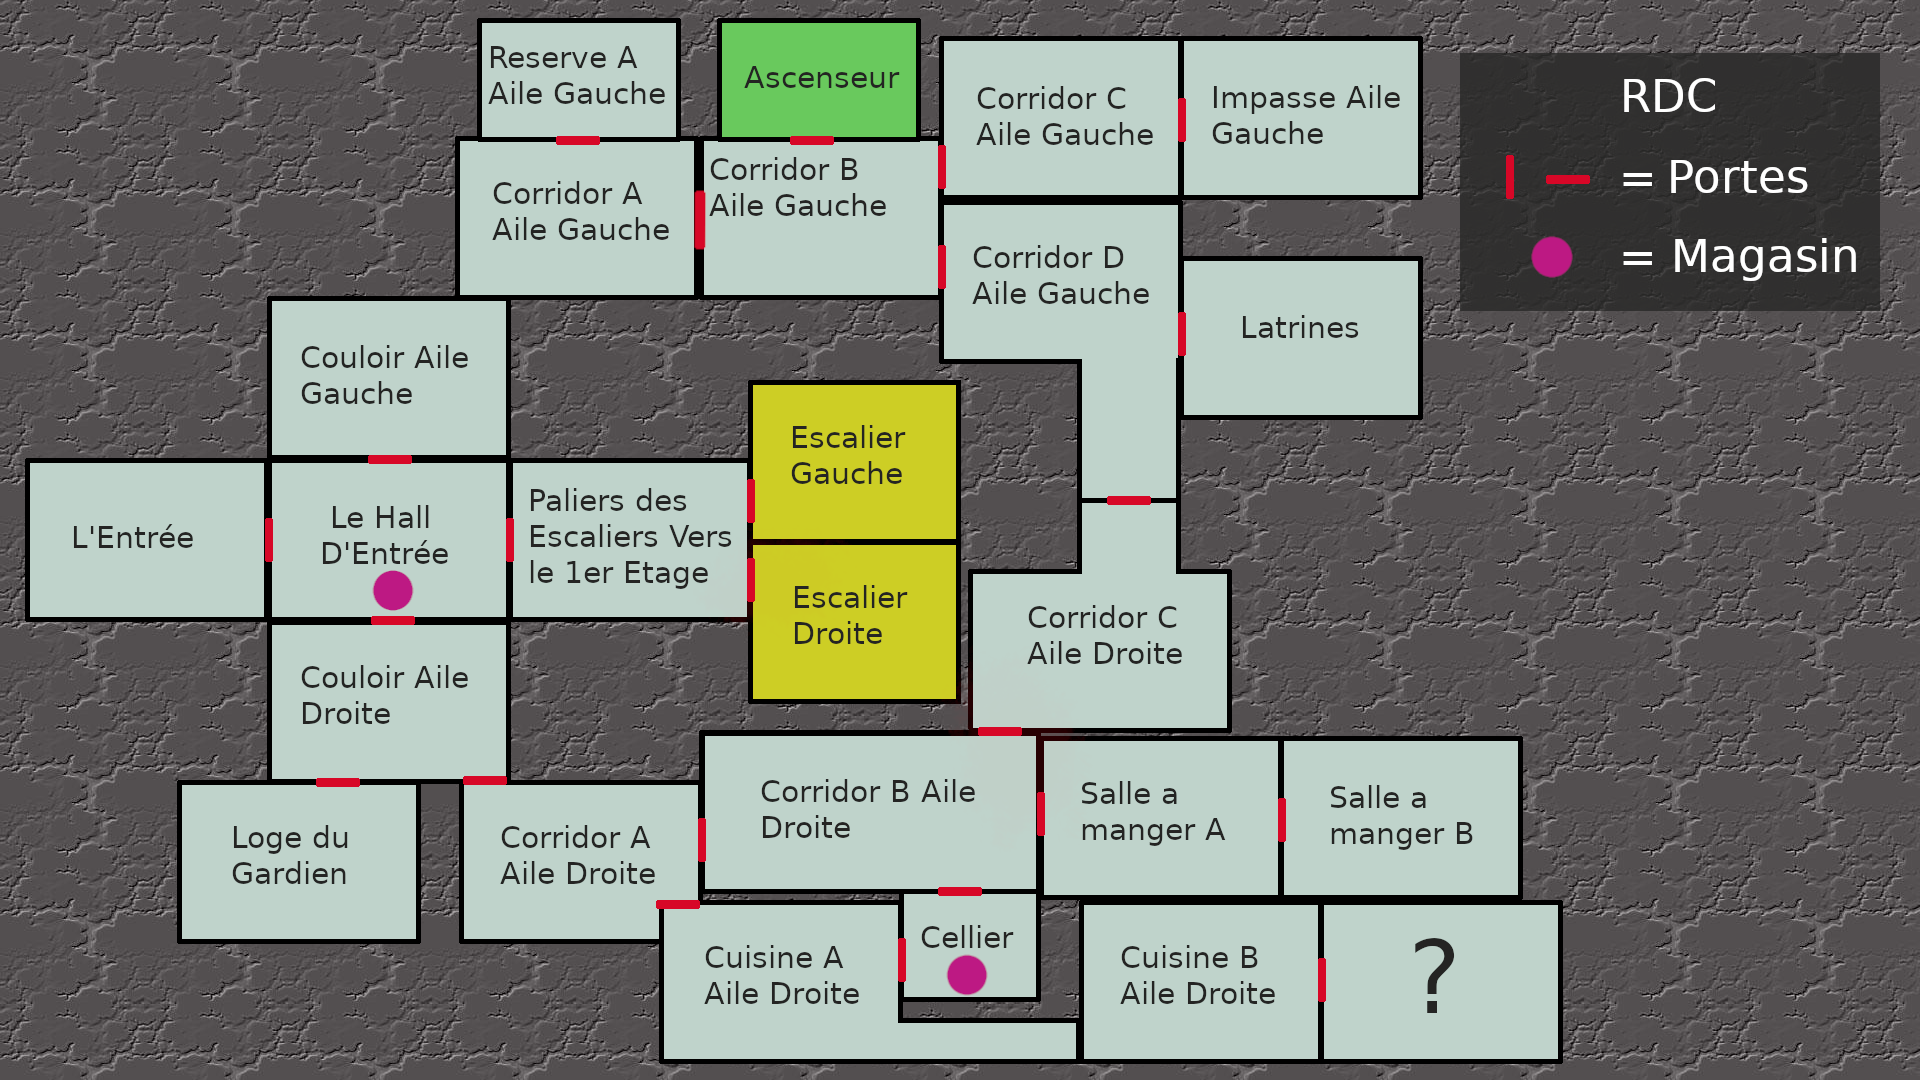 Reserve A
Aile Gauche
Ascenseur
Corridor C
Aile Gauche
Impasse Aile
Gauche
RDC
= Portes
= Magasin
Corridor A
Aile Gauche
Corridor B
Aile Gauche
Corridor D
Aile Gauche
Latrines
Couloir Aile
Gauche
Escalier
Gauche
L'Entrée
Le Hall
D'Entrée
Paliers des
Escaliers Vers
le 1er Etage
Escalier
Droite
Corridor C
Aile Droite
Couloir Aile
Droite
Loge du
Gardien
Corridor A
Aile Droite
Corridor B Aile
Droite
Salle a
manger A
Salle a
manger B
Cuisine A
Aile Droite
Cellier
Cuisine B
Aile Droite
?